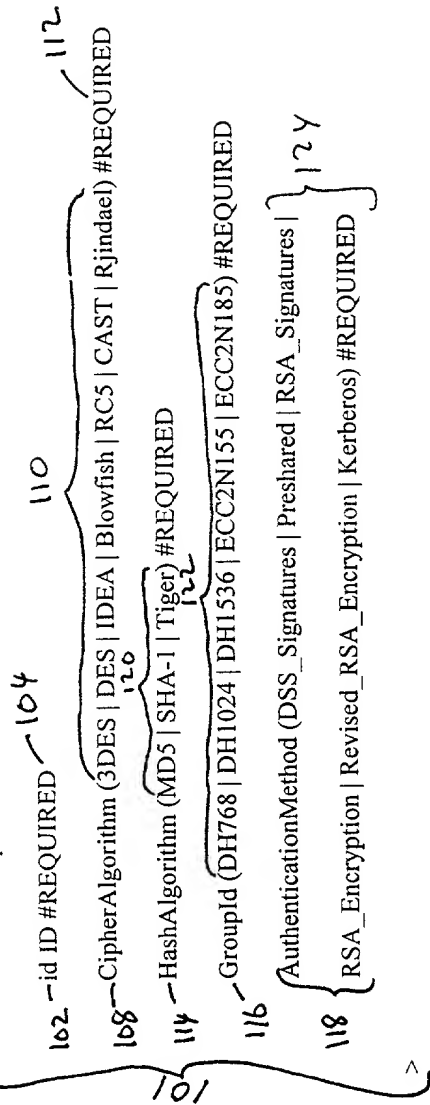 102 id ID #REQUIRED 104
110
108 CipherAlgorithm (3DES | DES | IDEA | Blowfish | RC5 | CAST | Rjindael) #REQUIRED 112
120
114 HashAlgorithm (MD5 | SHA-1 | Tiger) #REQUIRED
122
116 GroupId (DH768 | DH1024 | DH1536 | ECC2N155 | ECC2N185) #REQUIRED
AuthenticationMethod (DSS_Signatures | Preshared | RSA_Signatures |
118 RSA_Encryption | Revised_RSA_Encryption | Kerberos) #REQUIRED
124
101
>